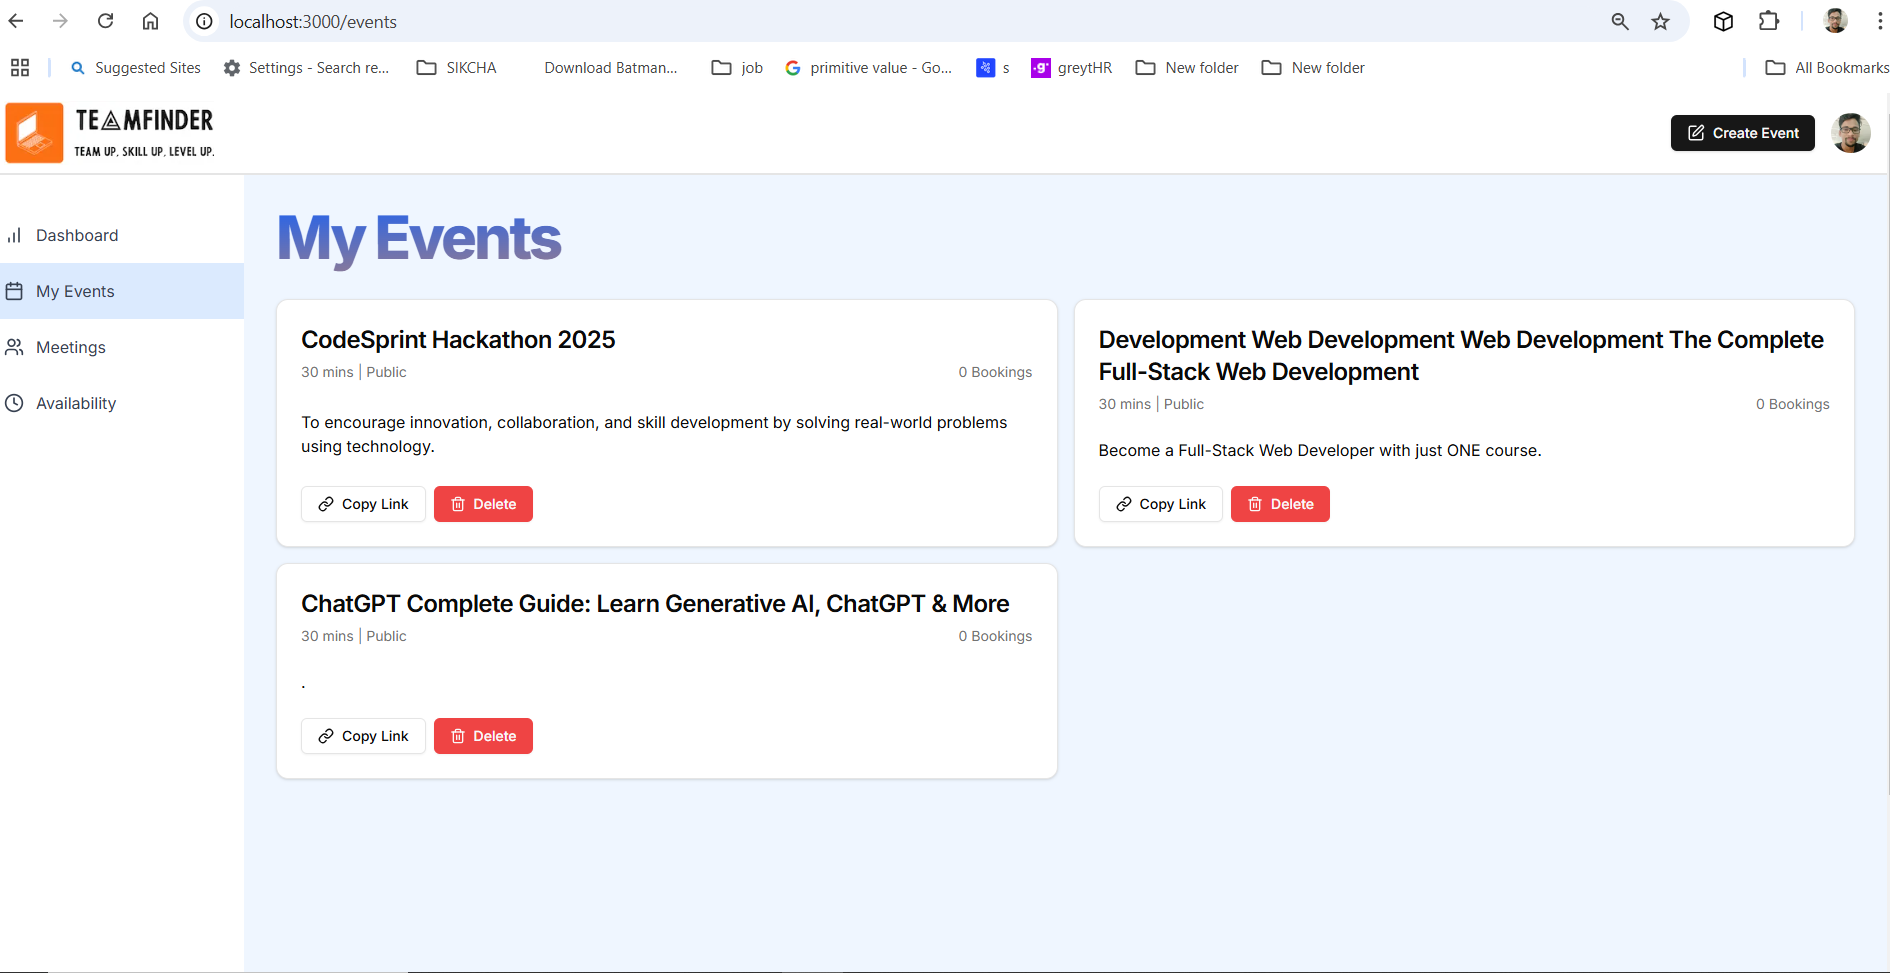 localhost:3000/events
Suggested Sites
Settings - Search re...
SIKCHA
Download Batman...
job
primitive value - Go...
s
greytHR
New folder
New folder
All Bookmarks
TEAMFINDER
TEAM UP, SKILL UP, LEVEL UP.
Create Event
Dashboard
My Events
Meetings
Availability
My Events
CodeSprint Hackathon 2025
30 mins | Public
0 Bookings
To encourage innovation, collaboration, and skill development by solving real-world problems
using technology.
Copy Link
Delete
Development Web Development Web Development The Complete
Full-Stack Web Development
30 mins | Public
0 Bookings
Become a Full-Stack Web Developer with just ONE course.
Copy Link
Delete
ChatGPT Complete Guide: Learn Generative AI, ChatGPT & More
30 mins | Public
0 Bookings
.
Copy Link
Delete